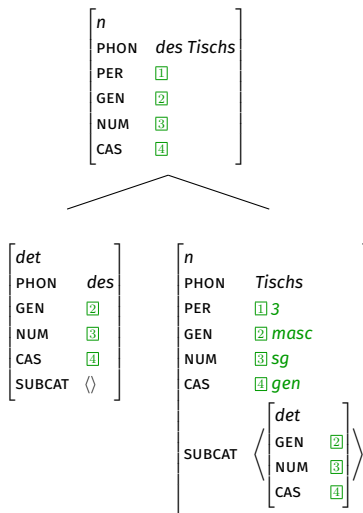 n
PHON des Tischs
PER 1
GEN 2
NUM 3
CAS 4
det
PHON des
GEN 2
NUM 3
CAS 4
SUBCAT ⟨⟩
n
PHON Tischs
PER 1 3
GEN 2 masc
NUM 3 sg
CAS 4 gen
SUBCAT ⟨
det
GEN 2
NUM 3
CAS 4
⟩